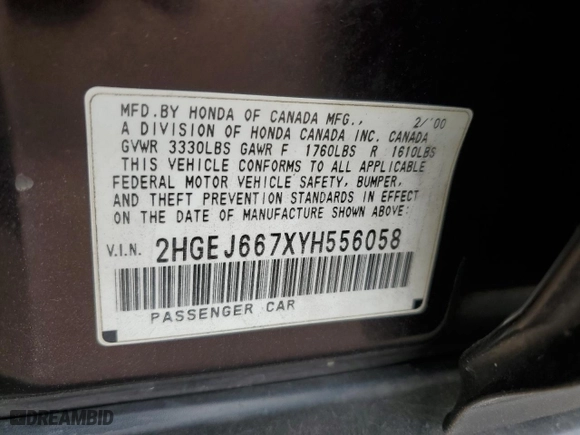 MFD. BY HONDA OF CANADA MFG., 2/'00
A DIVISION OF HONDA CANADA INC. CANADA
GVWR 3330LBS GAWR F 1760LBS R 1610LBS
THIS VEHICLE CONFORMS TO ALL APPLICABLE
FEDERAL MOTOR VEHICLE SAFETY, BUMPER,
AND THEFT PREVENTION STANDARDS IN EFFECT
ON THE DATE OF MANUFACTURE SHOWN ABOVE:
V.I.N. 2HGEJ667XYH556058
PASSENGER CAR
DREAMBID